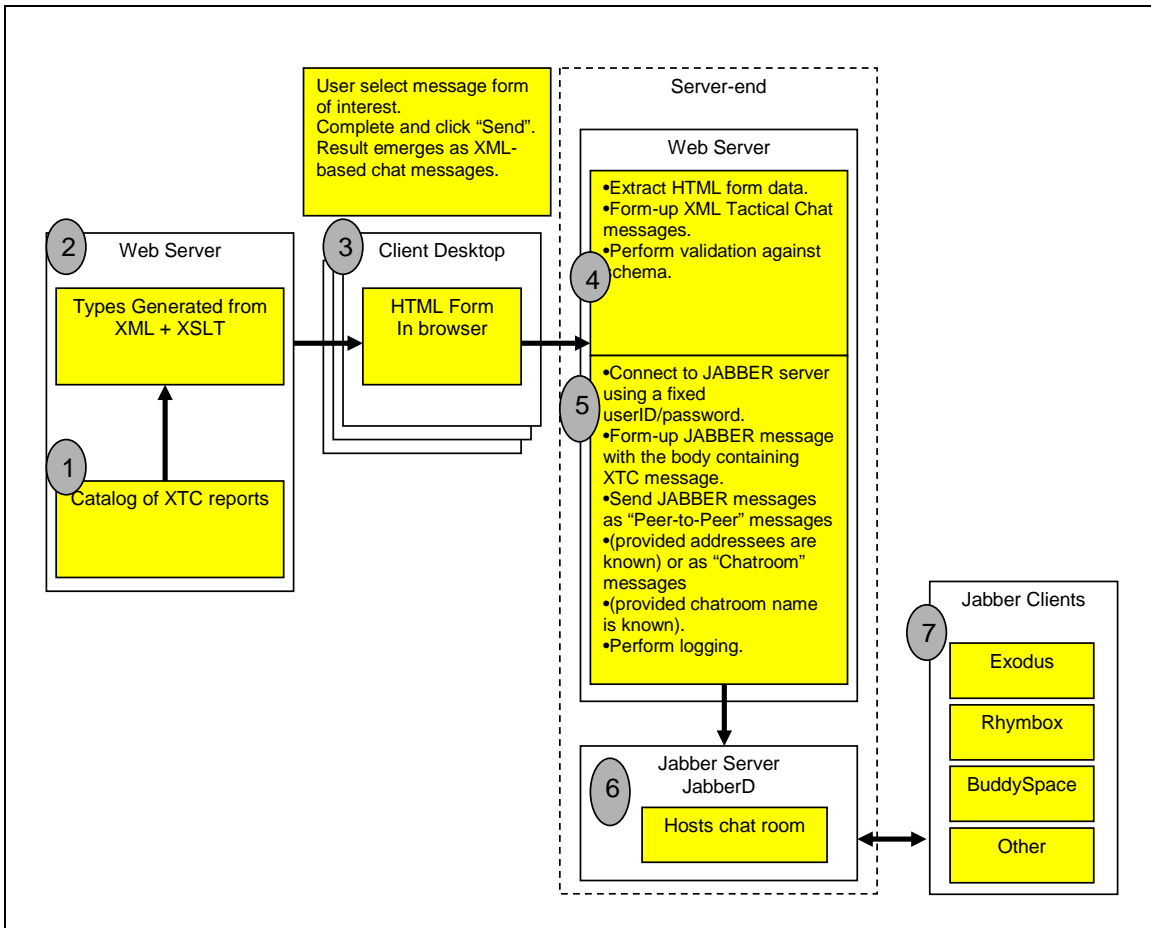 User select message form
of interest.
Complete and click “Send”.
Result emerges as XML-
based chat messages.
Server-end
Web Server
•Extract HTML form data.
•Form-up XML Tactical Chat
messages.
•Perform validation against
schema.
4
2
Web Server
Types Generated from
XML + XSLT
1
Catalog of XTC reports
3
Client Desktop
HTML Form
In browser
5
•Connect to JABBER server
using a fixed
userID/password.
•Form-up JABBER message
with the body containing
XTC message.
•Send JABBER messages
as “Peer-to-Peer” messages
•(provided addressees are
known) or as “Chatroom”
messages
•(provided chatroom name
is known).
•Perform logging.
6
Jabber Server
JabberD
Hosts chat room
7
Jabber Clients
Exodus
Rhymbox
BuddySpace
Other